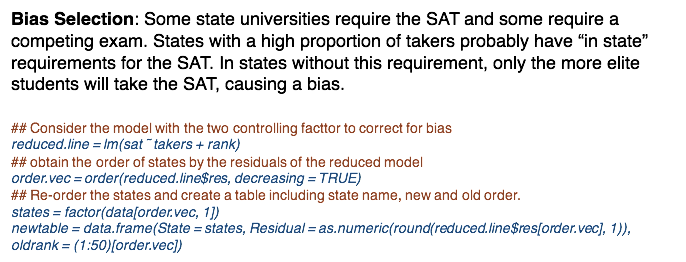 Bias Selection: Some state universities require the SAT and some require a
competing exam. States with a high proportion of takers probably have “in state”
requirements for the SAT. In states without this requirement, only the more elite
students will take the SAT, causing a bias.
## Consider the model with the two controlling facttor to correct for bias
reduced.line = lm(sat ~ takers + rank)
## obtain the order of states by the residuals of the reduced model
order.vec = order(reduced.line$res, decreasing = TRUE)
## Re-order the states and create a table including state name, new and old order.
states = factor(data[order.vec, 1])
newtable = data.frame(State = states, Residual = as.numeric(round(reduced.line$res[order.vec], 1)),
oldrank = (1:50)[order.vec])